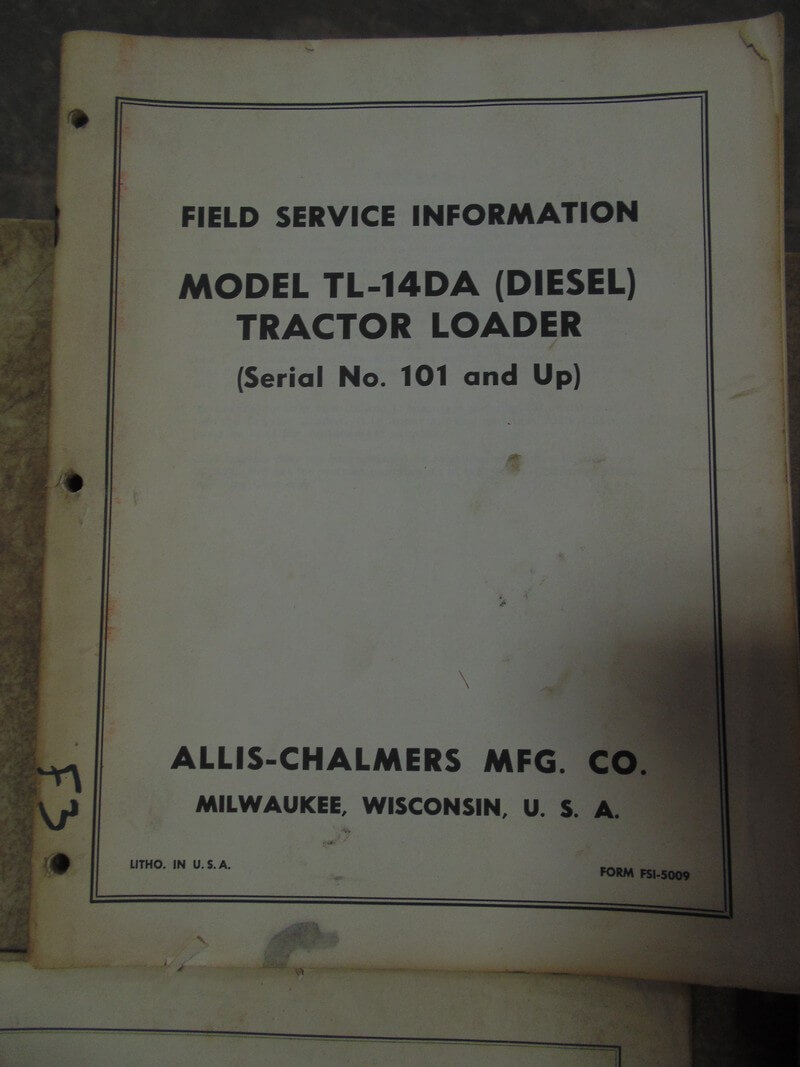 FIELD SERVICE INFORMATION
MODEL TL-14DA (DIESEL)
TRACTOR LOADER
(Serial No. 101 and Up)
ALLIS-CHALMERS MFG. CO.
MILWAUKEE, WISCONSIN, U. S. A.
LITHO. IN U.S.A.
FORM FSI-5009
F3